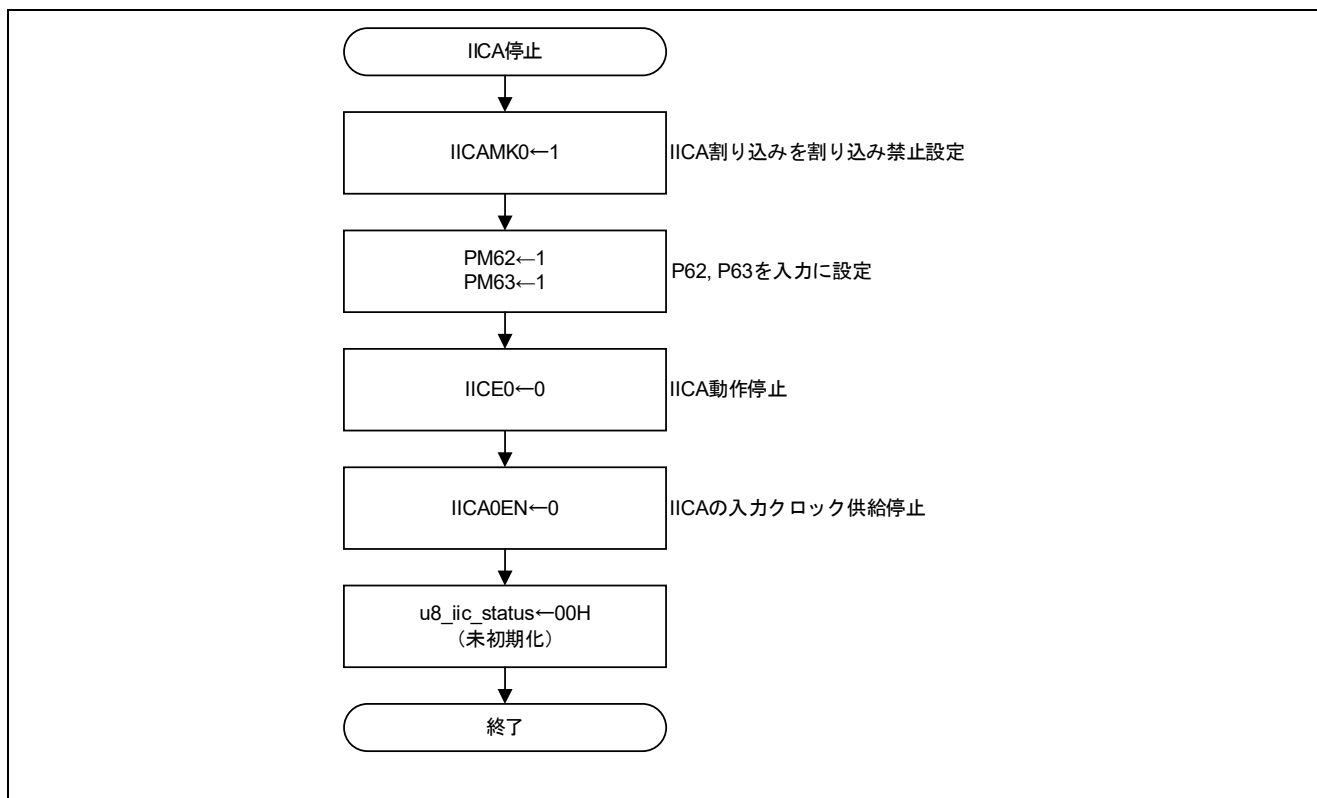 IICA停止
IICAMK0←1
IICA割り込みを割り込み禁止設定
PM62←1
PM63←1
P62, P63を入力に設定
IICE0←0
IICA動作停止
IICA0EN←0
IICAの入力クロック供給停止
u8_iic_status←00H
（未初期化）
終了